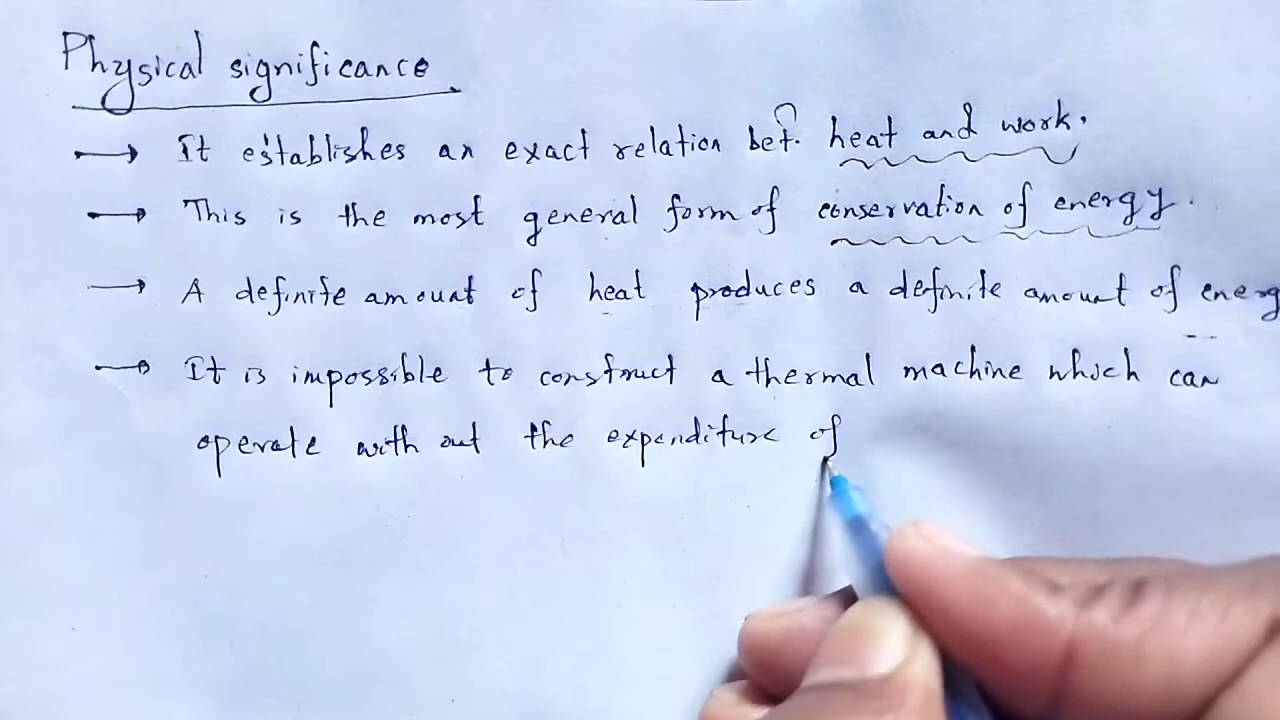 Physical significance
→ It establishes an exact relation bet. heat and work.
→ This is the most general form of conservation of energy.
→ A definite amount of heat produces a definite amount of energ
→ It is impossible to construct a thermal machine which can
operate with out the expenditure of